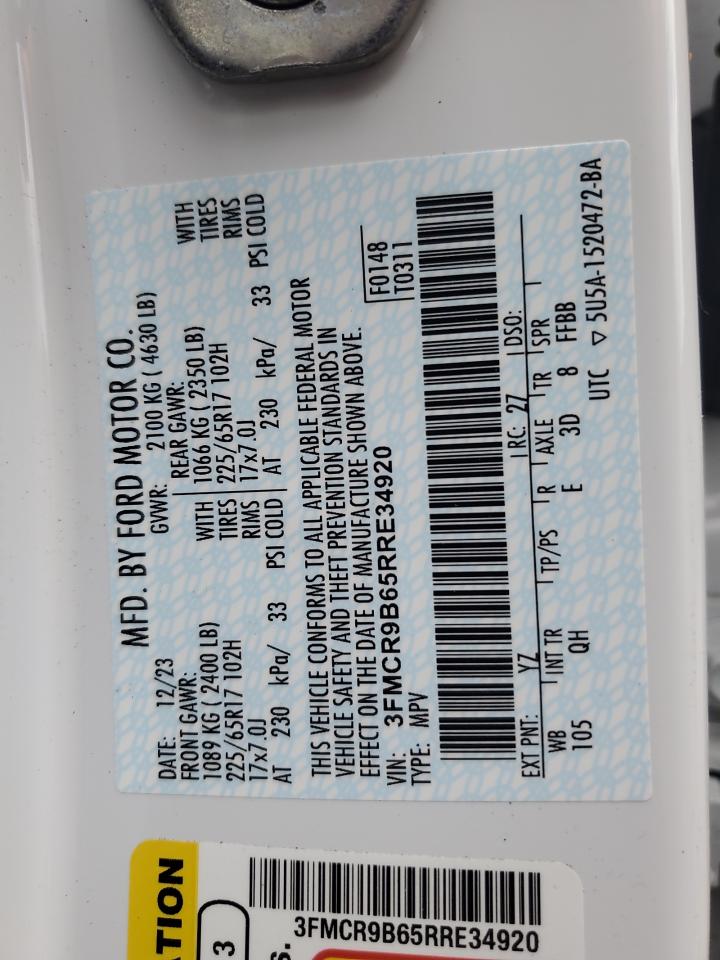 MFD. BY FORD MOTOR CO.
DATE: 12/23 GVWR: 2100 KG ( 4630 LB)
FRONT GAWR: REAR GAWR:
1089 KG ( 2400 LB) WITH 1066 KG ( 2350 LB) WITH
225/65R17 102H TIRES 225/65R17 102H TIRES
17x7.0J RIMS 17x7.0J RIMS
AT 230 kPa/ 33 PSI COLD AT 230 kPa/ 33 PSI COLD
THIS VEHICLE CONFORMS TO ALL APPLICABLE FEDERAL MOTOR
VEHICLE SAFETY AND THEFT PREVENTION STANDARDS IN
EFFECT ON THE DATE OF MANUFACTURE SHOWN ABOVE.
VIN: 3FMCR9B65RRE34920 F0148
TYPE: MPV T0311
EXT PNT: YZ RC: 27 DSO:
WB INT TR TP/PS R AXLE TR SPR
105 QH E 3D 8 FFBB
UTC ▽ 5U5A-1520472-BA
ATION
3
S.
3FMCR9B65RRE34920